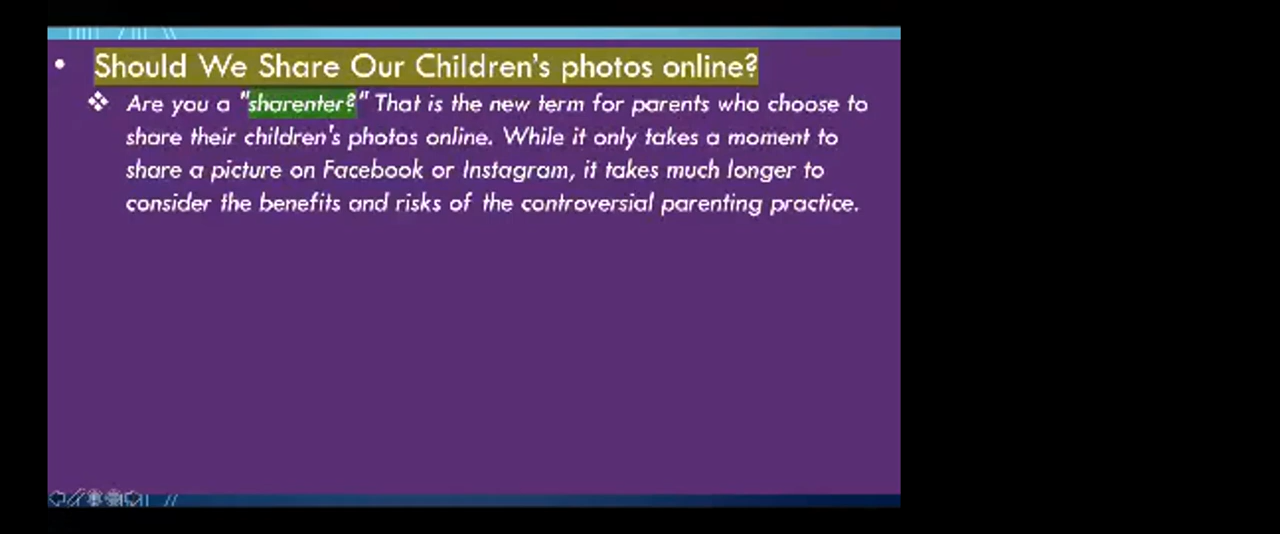 • Should We Share Our Children's photos online?
❖ Are you a "sharenter?" That is the new term for parents who choose to
share their children's photos online. While it only takes a moment to
share a picture on Facebook or Instagram, it takes much longer to
consider the benefits and risks of the controversial parenting practice.